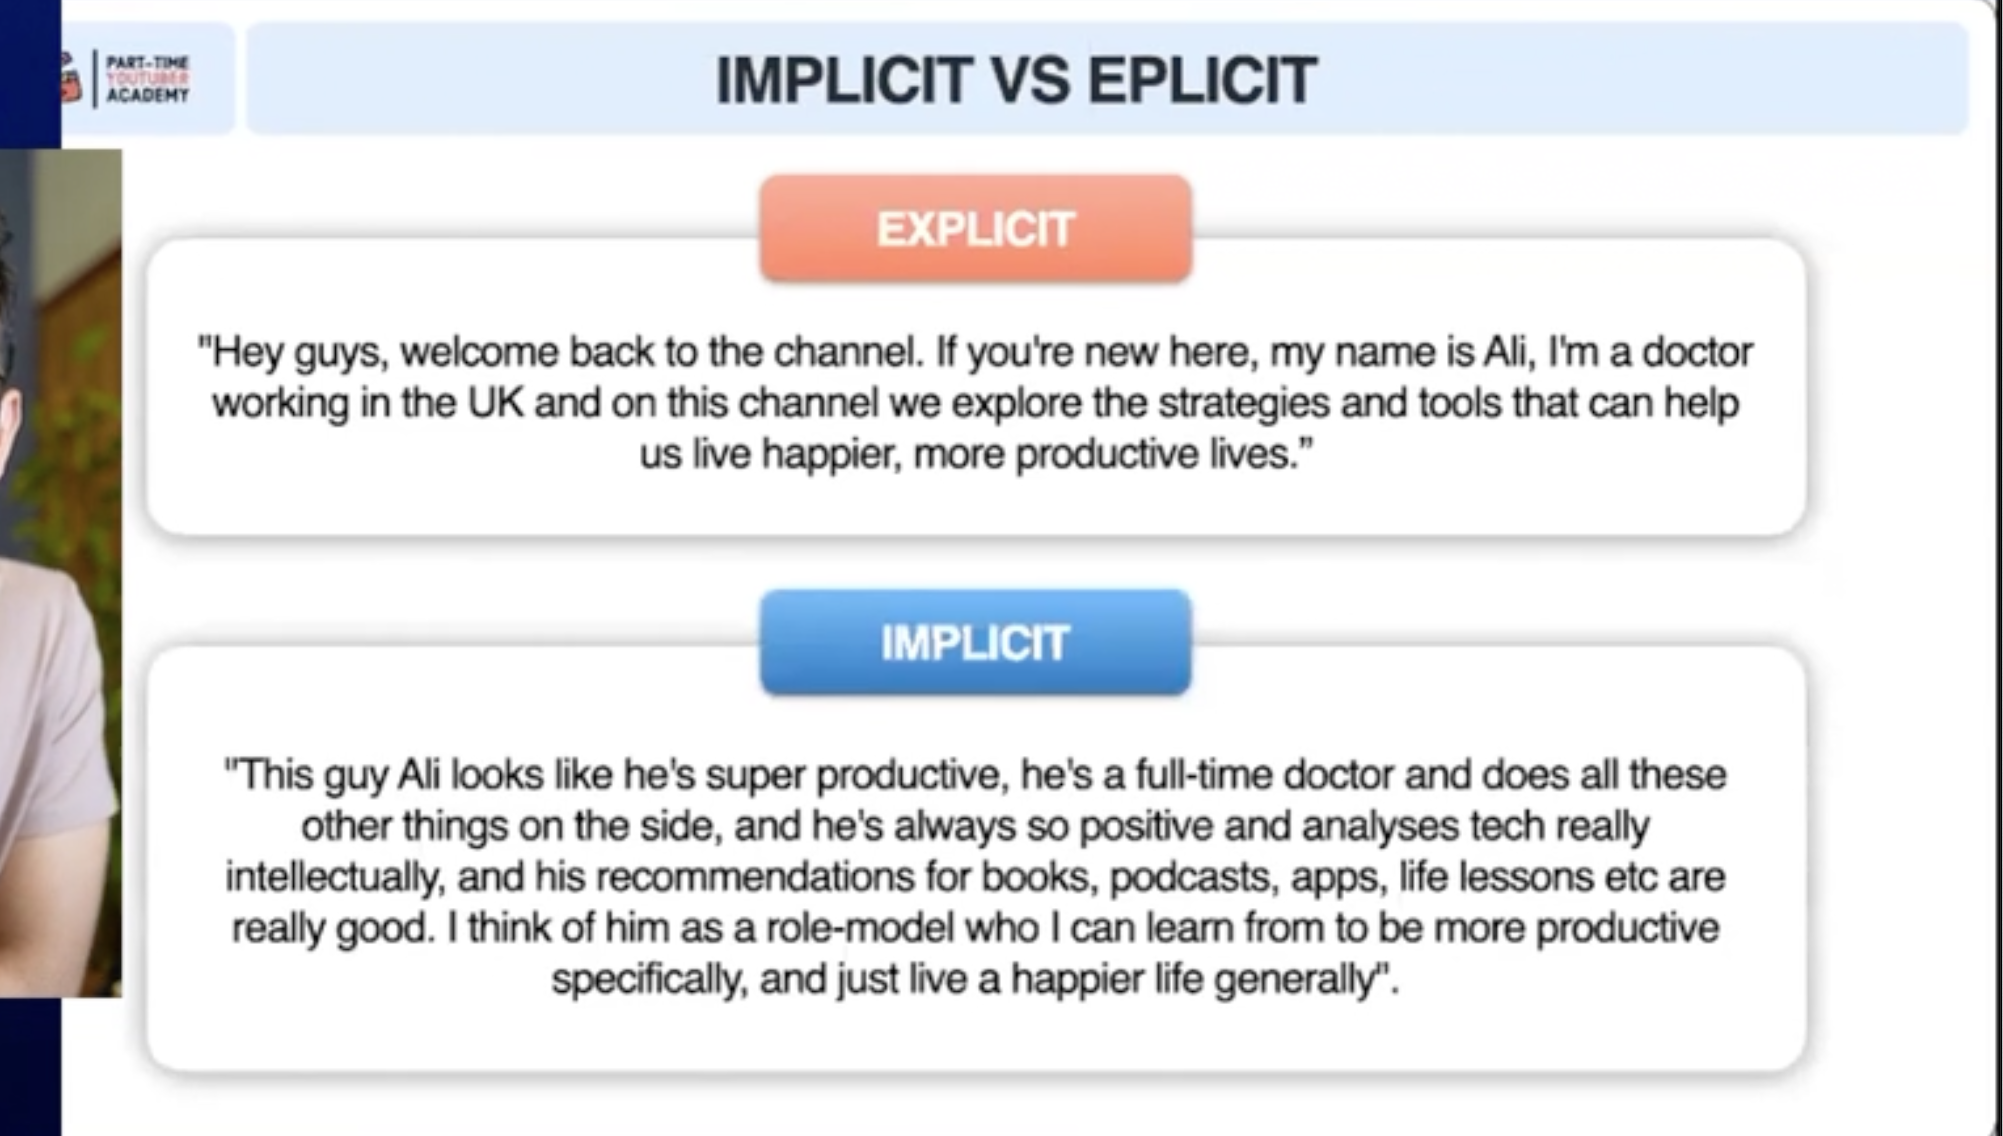 PART-TIME
YOUTUBER
ACADEMY
IMPLICIT VS EPLICIT
EXPLICIT
"Hey guys, welcome back to the channel. If you're new here, my name is Ali, I'm a doctor
working in the UK and on this channel we explore the strategies and tools that can help
us live happier, more productive lives.”
IMPLICIT
"This guy Ali looks like he's super productive, he's a full-time doctor and does all these
other things on the side, and he's always so positive and analyses tech really
intellectually, and his recommendations for books, podcasts, apps, life lessons etc are
really good. I think of him as a role-model who I can learn from to be more productive
specifically, and just live a happier life generally".